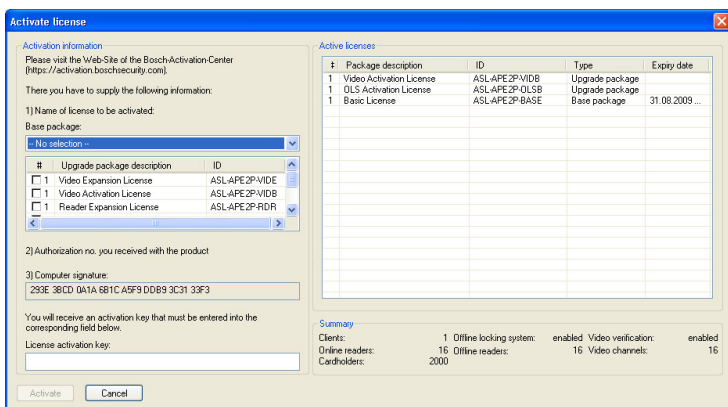 Activate license
Activation information
Please visit the Web-Site of the Bosch-Activation-Center
(https://activation.boschsecurity.com).
There you have to supply the following information:
1) Name of license to be activated:
Base package:
-- No selection --
# Upgrade package description ID
1 Video Expansion License ASL-APE2P-VIDE
1 Video Activation License ASL-APE2P-VIDB
1 Reader Expansion License ASL-APE2P-RDR
2) Authorization no. you received with the product
3) Computer signature:
293E 3BCD 0A1A 6B1C A5F9 DDB9 3C31 33F3
You will receive an activation key that must be entered into the
corresponding field below.
License activation key:
Activate Cancel
Active licenses
‡ Package description ID Type Expiry date
1 Video Activation License ASL-APE2P-VIDB Upgrade package
1 OLS Activation License ASL-APE2P-OLSB Upgrade package
1 Basic License ASL-APE2P-BASE Base package 31.08.2009 ...
Summary
Clients: 1 Offline locking system: enabled Video verification: enabled
Online readers: 16 Offline readers: 16 Video channels: 16
Cardholders: 2000